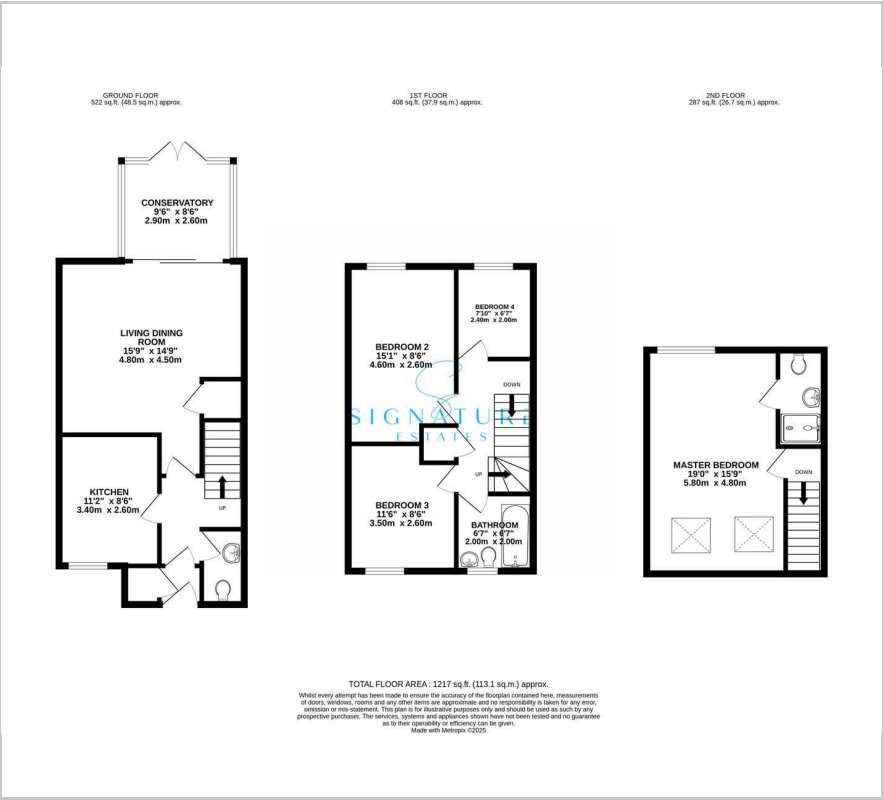 GROUND FLOOR
522 sq.ft. (48.5 sq.m.) approx.
CONSERVATORY
9'6" x 8'6"
2.90m x 2.60m
LIVING DINING
ROOM
15'9" x 14'9"
4.80m x 4.50m
KITCHEN
11'2" x 8'6"
3.40m x 2.60m
UP
1ST FLOOR
408 sq.ft. (37.9 sq.m.) approx.
BEDROOM 4
7'10" x 6'7"
2.40m x 2.00m
BEDROOM 2
15'1" x 8'6"
4.60m x 2.60m
DOWN
SIGNATURE
ESTATES
UP
BEDROOM 3
11'6" x 8'6"
3.50m x 2.60m
BATHROOM
6'7" x 6'7"
2.00m x 2.00m
2ND FLOOR
287 sq.ft. (26.7 sq.m.) approx.
MASTER BEDROOM
19'0" x 15'9"
5.80m x 4.80m
DOWN
TOTAL FLOOR AREA : 1217 sq.ft. (113.1 sq.m.) approx.
Whilst every attempt has been made to ensure the accuracy of the floorplan contained here, measurements
of doors, windows, rooms and any other items are approximate and no responsibility is taken for any error,
omission or mis-statement. This plan is for illustrative purposes only and should be used as such by any
prospective purchaser. The services, systems and appliances shown have not been tested and no guarantee
as to their operability or efficiency can be given.
Made with Metropix ©2025